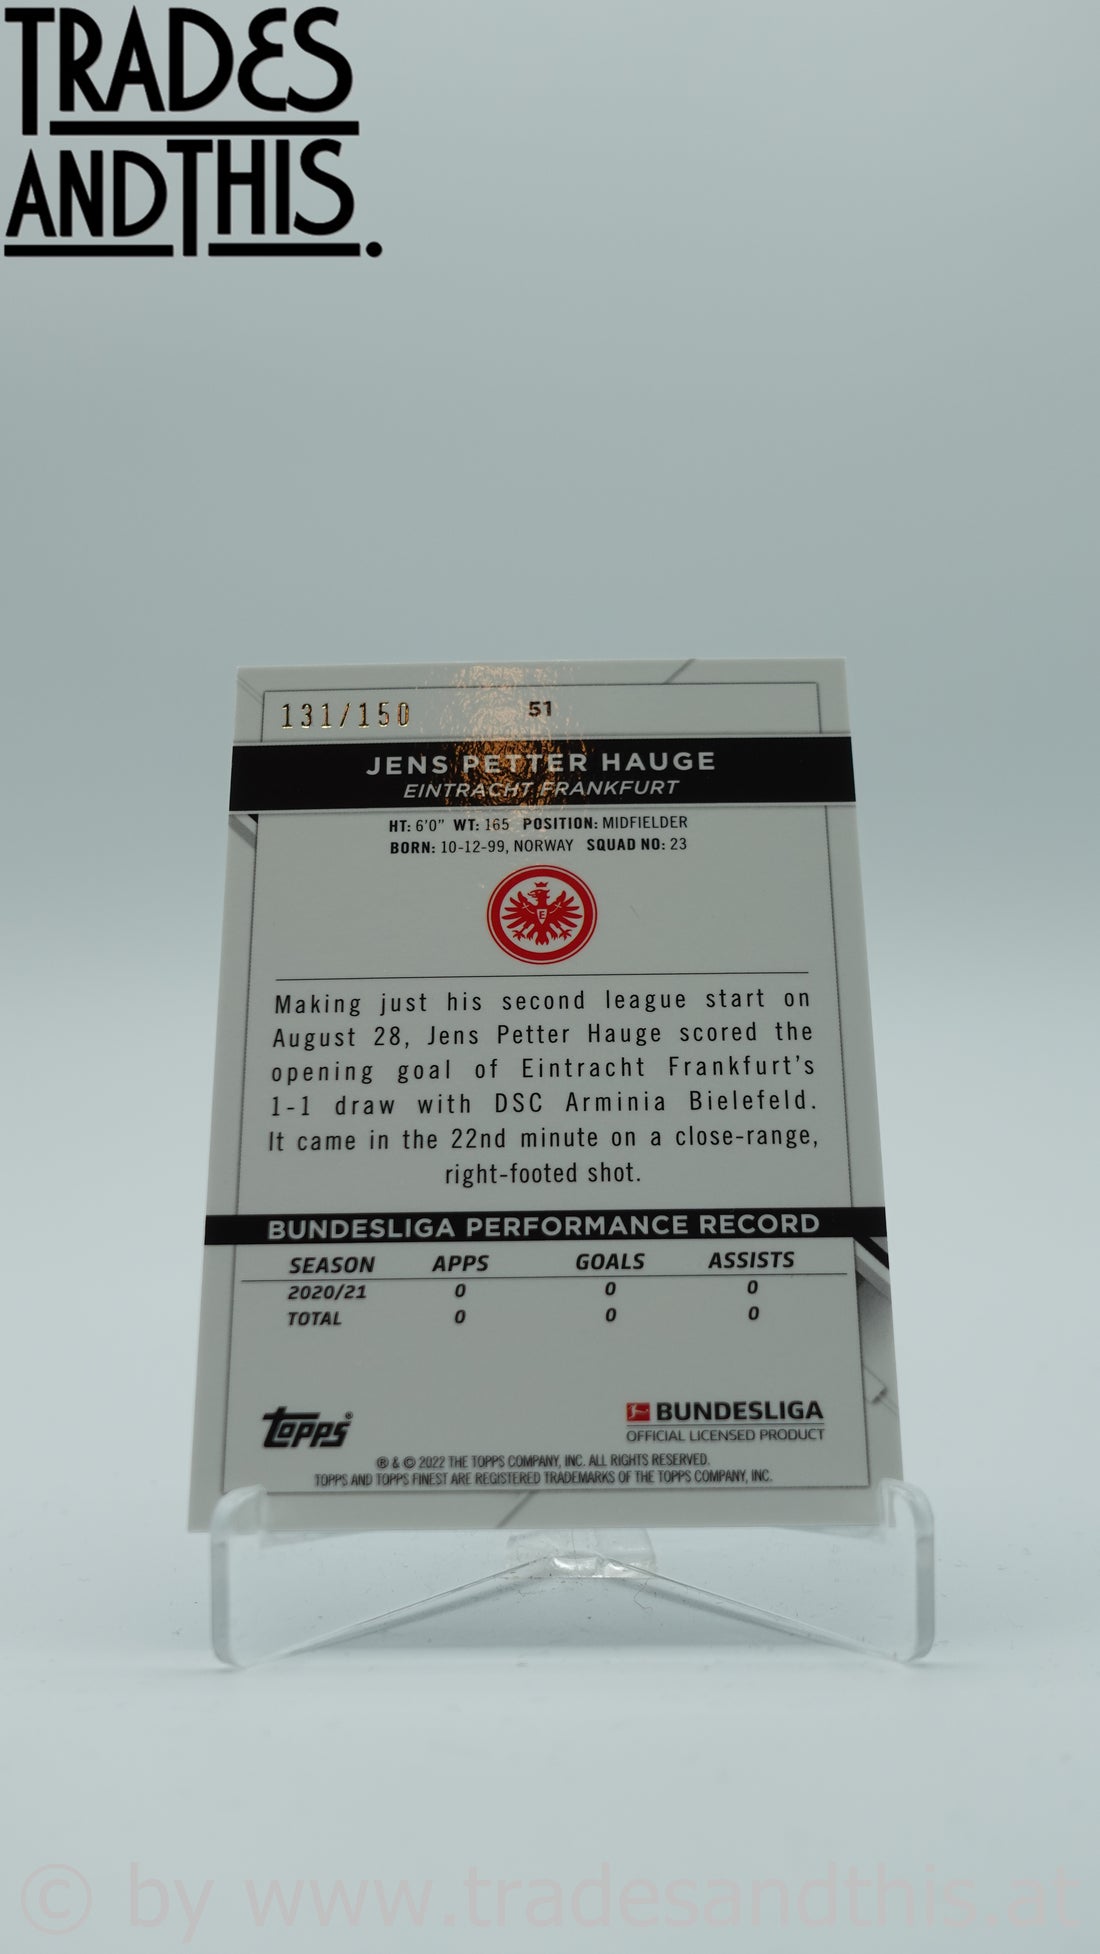 TRADES
ANDTHIS.
131/150
51
JENS PETTER HAUGE
EINTRACHT FRANKFURT
HT: 6'0" WT: 165 POSITION: MIDFIELDER
BORN: 10-12-99, NORWAY SQUAD NO: 23
E
Making just his second league start on
August 28, Jens Petter Hauge scored the
opening goal of Eintracht Frankfurt's
1-1 draw with DSC Arminia Bielefeld.
It came in the 22nd minute on a close-range,
right-footed shot.
BUNDESLIGA PERFORMANCE RECORD
SEASON APPS GOALS ASSISTS
2020/21 0 0 0
TOTAL 0 0 0
topps®
BUNDESLIGA
OFFICIAL LICENSED PRODUCT
® & © 2022 THE TOPPS COMPANY, INC. ALL RIGHTS RESERVED.
TOPPS AND TOPPS FINEST ARE REGISTERED TRADEMARKS OF THE TOPPS COMPANY, INC.
© by www.tradesandthis.at